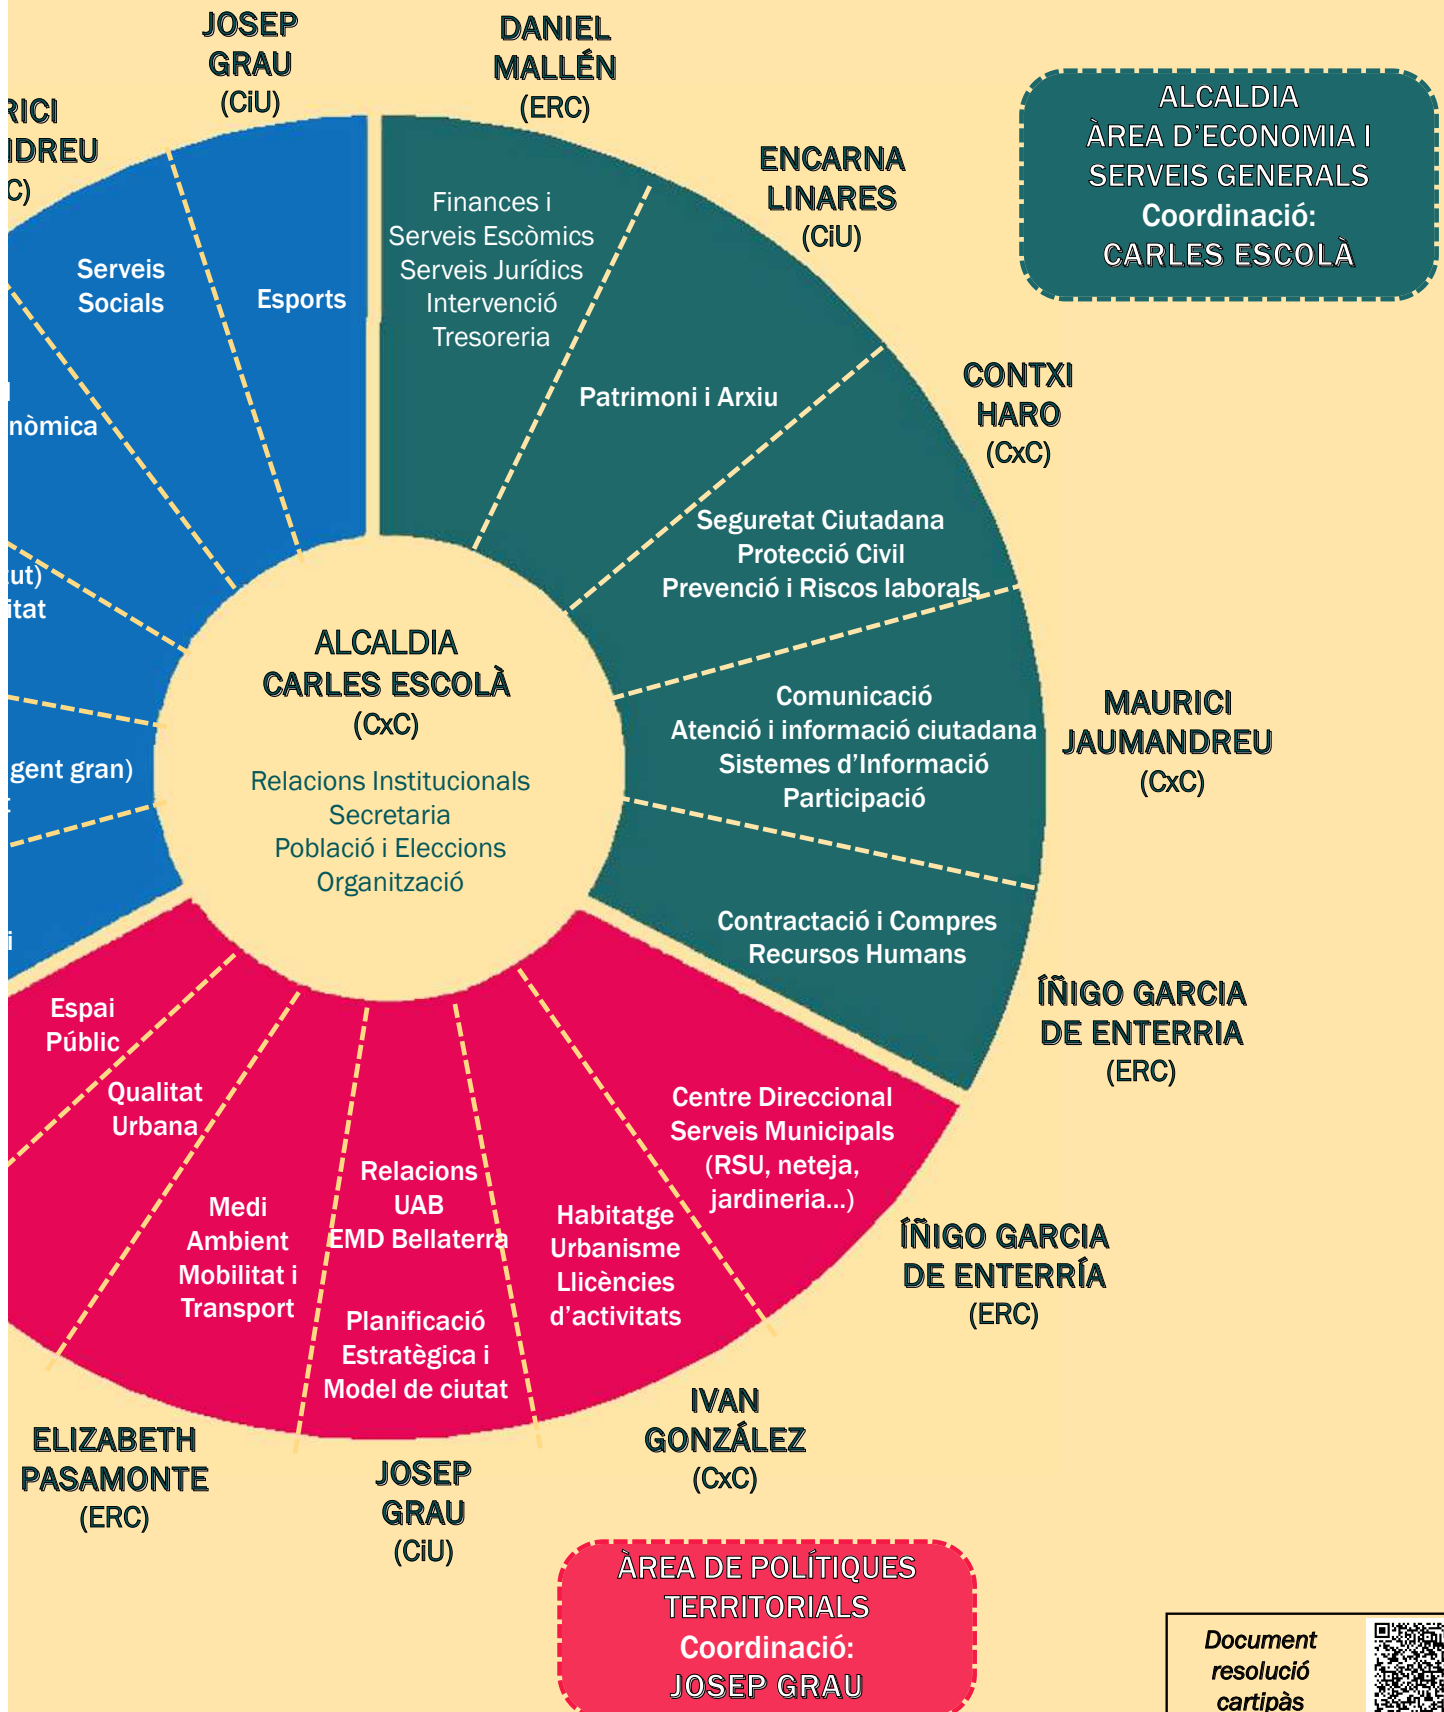 JOSEP
GRAU
(CiU)
DANIEL
MALLÉN
(ERC)
ENCARNA
LINARES
(CiU)
ALCALDIA
ÀREA D'ECONOMIA I
SERVEIS GENERALS
Coordinació:
CARLES ESCOLÀ
Serveis
Socials
Esports
Finances i
Serveis Escòmics
Serveis Jurídics
Intervenció
Tresoreria
Patrimoni i Arxiu
CONTXI
HARO
(CxC)
Seguretat Ciutadana
Protecció Civil
Prevenció i Riscos laborals
ALCALDIA
CARLES ESCOLÀ
(CxC)
Relacions Institucionals
Secretaria
Població i Eleccions
Organització
gent gran)
Comunicació
Atenció i informació ciutadana
Sistemes d'Informació
Participació
MAURICI
JAUMANDREU
(CxC)
Contractació i Compres
Recursos Humans
ÍÑIGO GARCIA
DE ENTERRIA
(ERC)
Espai
Públic
Qualitat
Urbana
Medi
Ambient
Mobilitat i
Transport
Relacions
UAB
EMD Bellaterra
Planificació
Estratègica i
Model de ciutat
Habitatge
Urbanisme
Llicències
d'activitats
Centre Direccional
Serveis Municipals
(RSU, neteja,
jardineria...)
ÍÑIGO GARCIA
DE ENTERRÍA
(ERC)
ELIZABETH
PASAMONTE
(ERC)
JOSEP
GRAU
(CiU)
IVAN
GONZÁLEZ
(CxC)
ÀREA DE POLÍTIQUES
TERRITORIALS
Coordinació:
JOSEP GRAU
Document
resolució
cartipàs